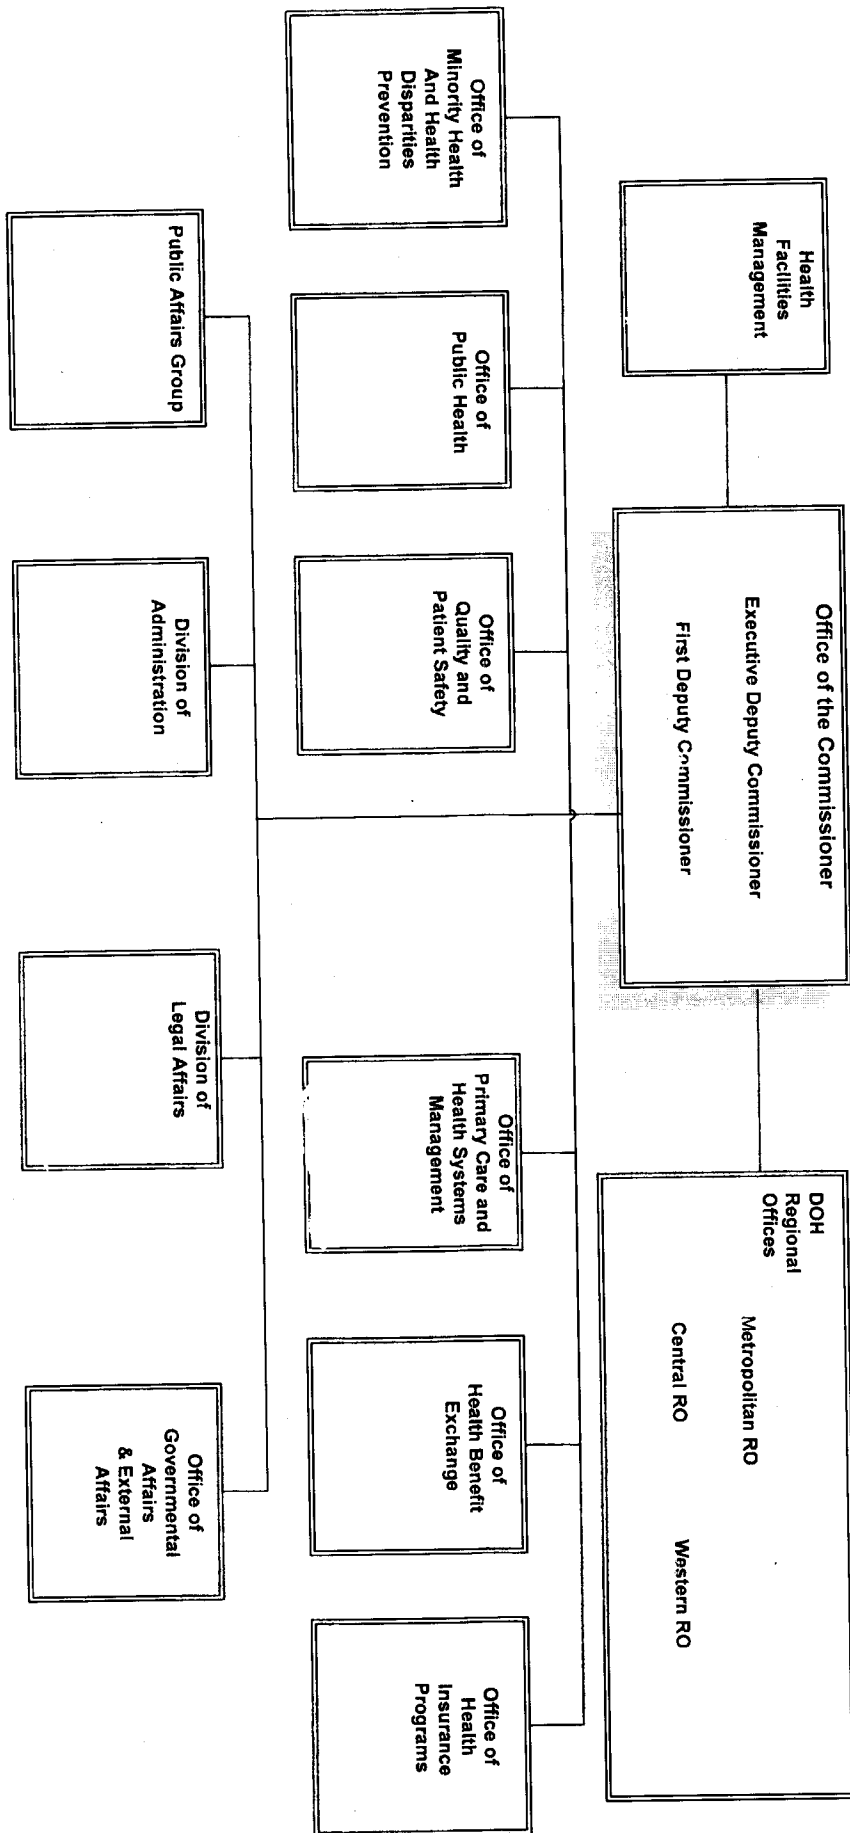 Health
Facilities
Management
Office of the Commissioner
Executive Deputy Commissioner
First Deputy Commissioner
DOH
Regional
Offices
Metropolitan RO
Central RO
Western RO
Office of
Minority Health
And Health
Disparities
Prevention
Office of
Public Health
Office of
Quality and
Patient Safety
Office of
Primary Care and
Health Systems
Management
Office of
Health Benefit
Exchange
Office of
Health
Insurance
Programs
Public Affairs Group
Division of
Administration
Division of
Legal Affairs
Office of
Governmental
Affairs
& External
Affairs